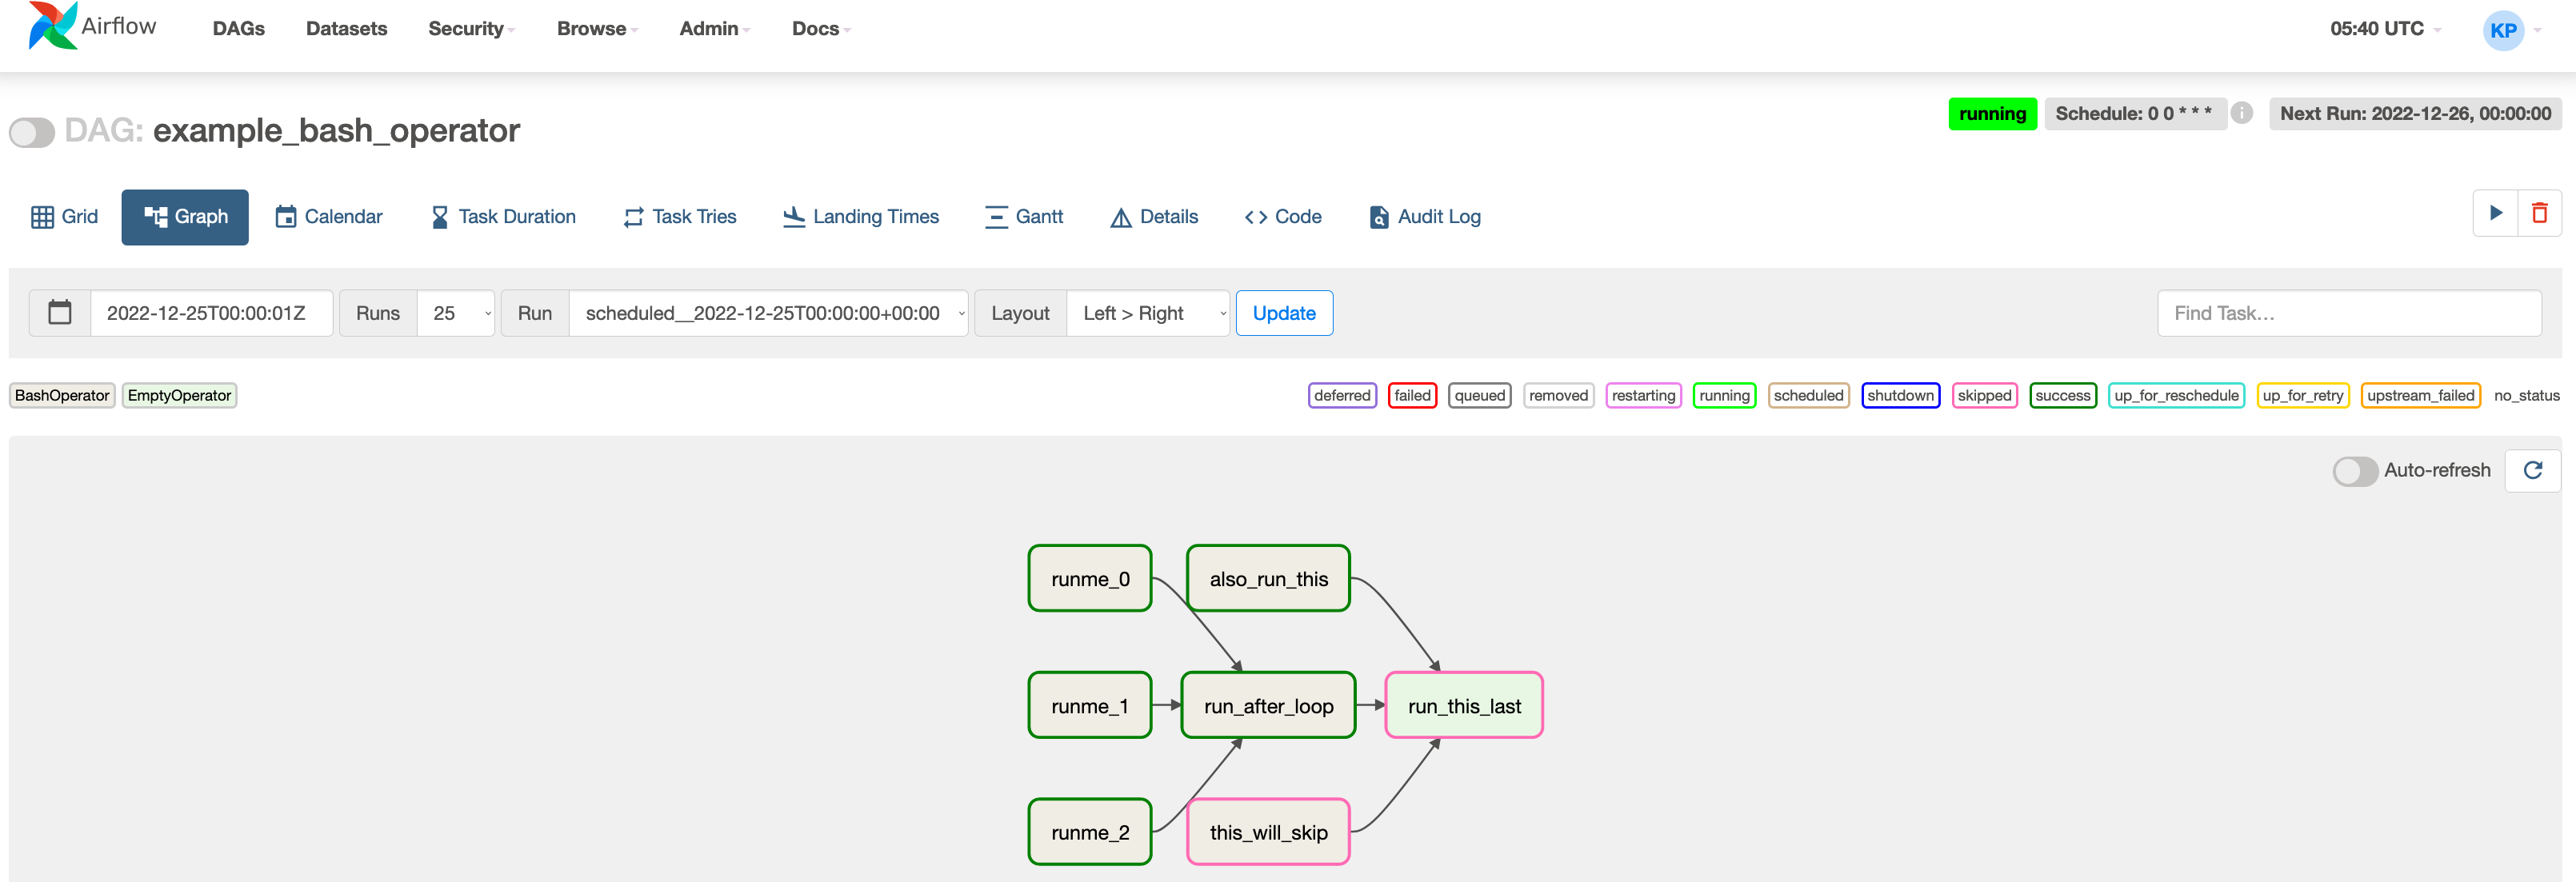 Airflow DAGs Datasets Security Browse Admin Docs 05:40 UTC KP
running Schedule: 0 0 * * * i Next Run: 2022-12-26, 00:00:00
DAG: example_bash_operator
Grid Graph Calendar Task Duration Task Tries Landing Times Gantt Details Code Audit Log
2022-12-25T00:00:01Z Runs 25 Run scheduled__2022-12-25T00:00:00+00:00 Layout Left > Right Update Find Task...
BashOperator EmptyOperator deferred failed queued removed restarting running scheduled shutdown skipped success up_for_reschedule up_for_retry upstream_failed no_status
Auto-refresh
runme_0 also_run_this
runme_1 run_after_loop run_this_last
runme_2 this_will_skip